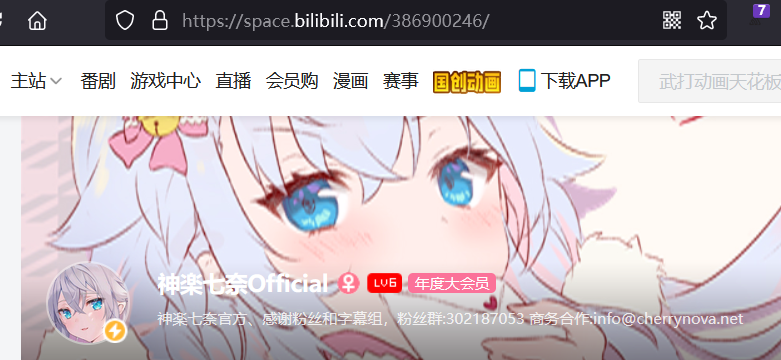 7
https://space.bilibili.com/386900246/
主站 番剧 游戏中心 直播 会员购 漫画 赛事 国创动画 下载APP 武打动画天花板
神楽七奈Official LV6 年度大会员
神楽七奈官方、感谢粉丝和字幕组，粉丝群:302187053 商务合作:info@cherrynova.net